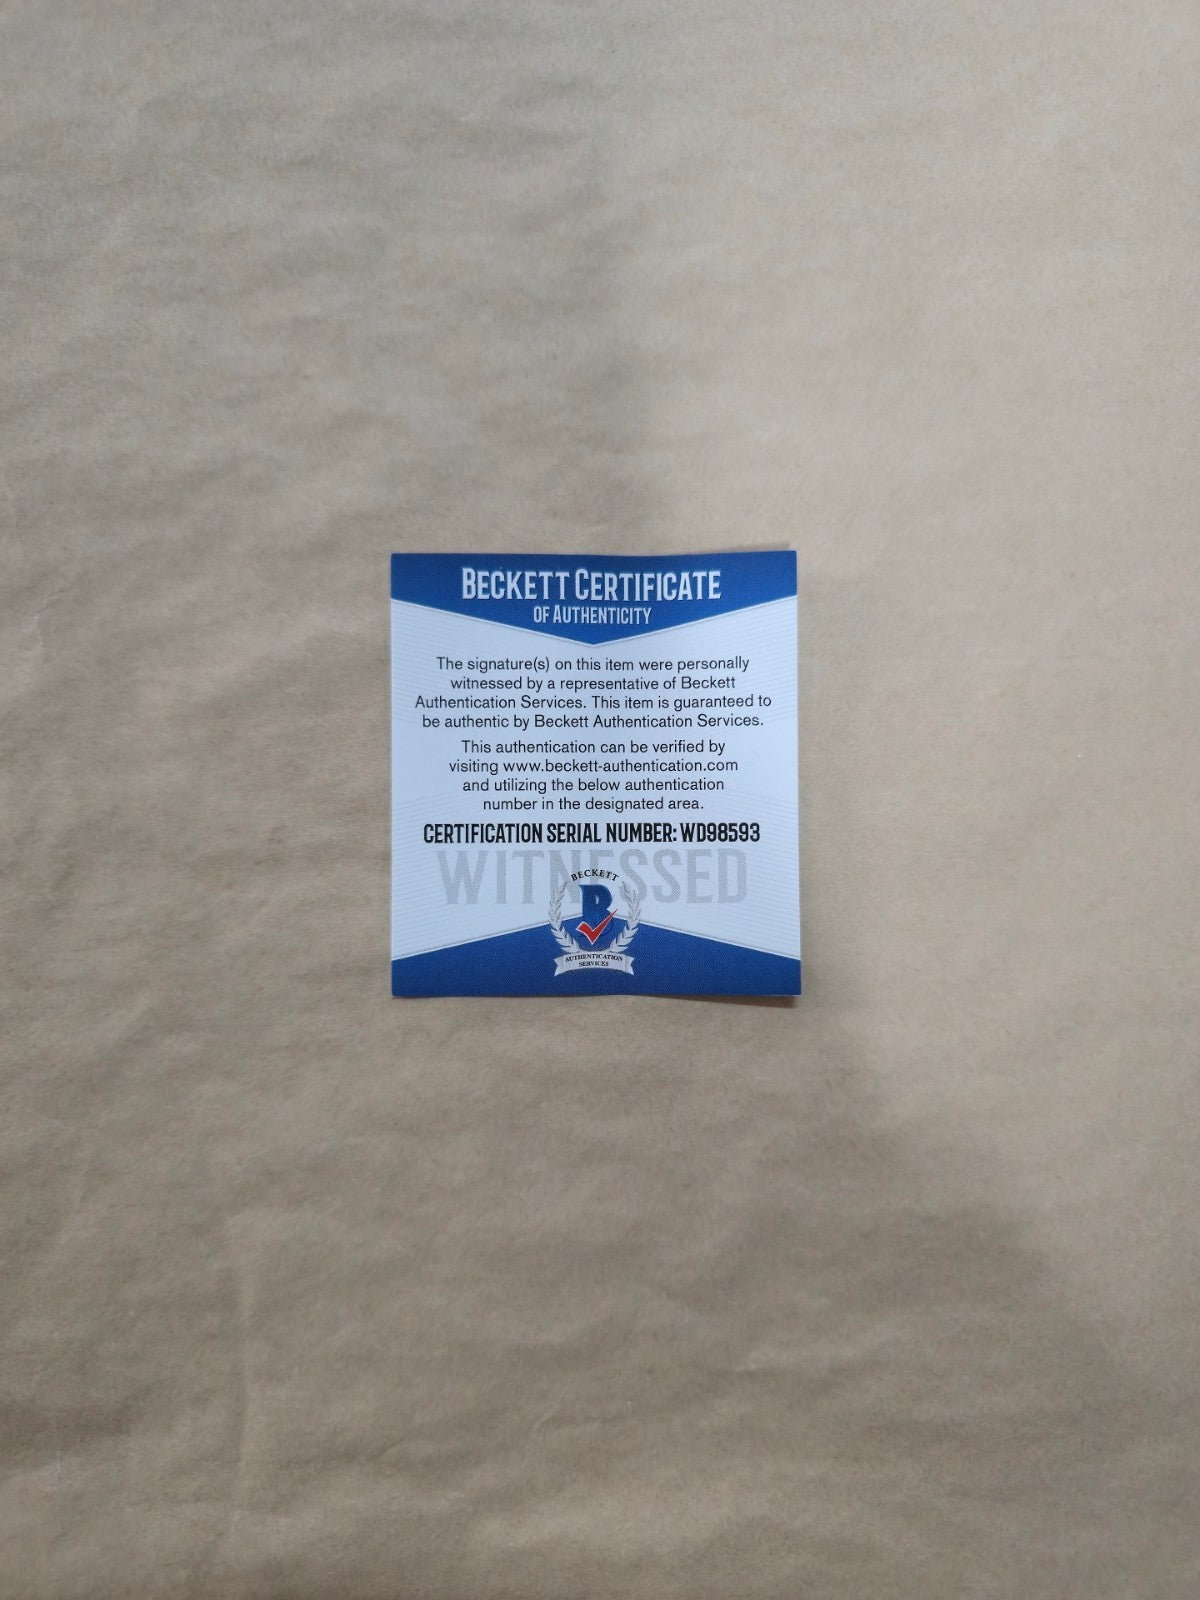 BECKETT CERTIFICATE
OF AUTHENTICITY
The signature(s) on this item were personally
witnessed by a representative of Beckett
Authentication Services. This item is guaranteed to
be authentic by Beckett Authentication Services.
This authentication can be verified by
visiting www.beckett-authentication.com
and utilizing the below authentication
number in the designated area.
CERTIFICATION SERIAL NUMBER: WD98593
WITNESSED
BECKETT
B
AUTHENTICATION
SERVICES